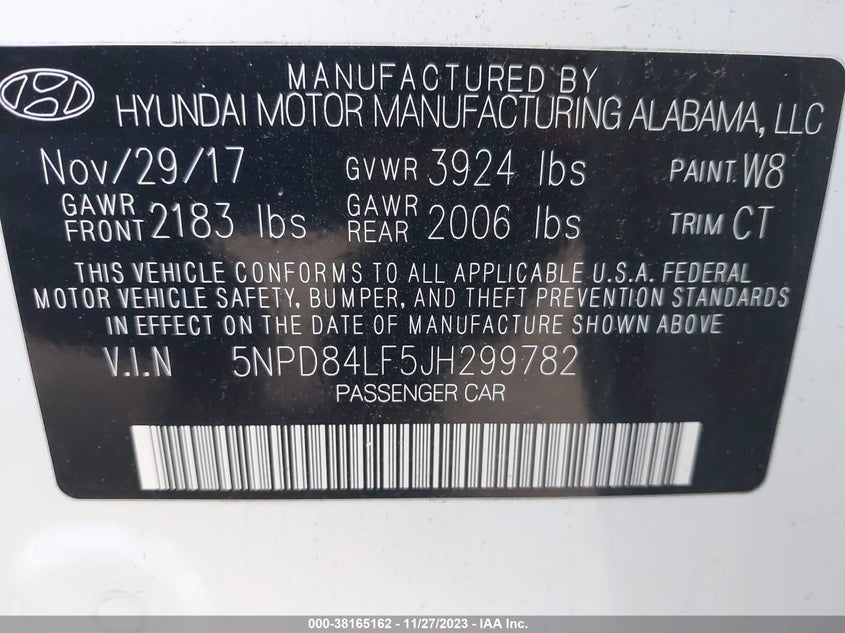 MANUFACTURED BY
HYUNDAI MOTOR MANUFACTURING ALABAMA, LLC
Nov/29/17 GVWR 3924 lbs PAINT W8
GAWR FRONT 2183 lbs GAWR REAR 2006 lbs TRIM CT
THIS VEHICLE CONFORMS TO ALL APPLICABLE U.S.A. FEDERAL
MOTOR VEHICLE SAFETY, BUMPER, AND THEFT PREVENTION STANDARDS
IN EFFECT ON THE DATE OF MANUFACTURE SHOWN ABOVE
V.I.N 5NPD84LF5JH299782
PASSENGER CAR
000-38165162 - 11/27/2023 - IAA Inc.